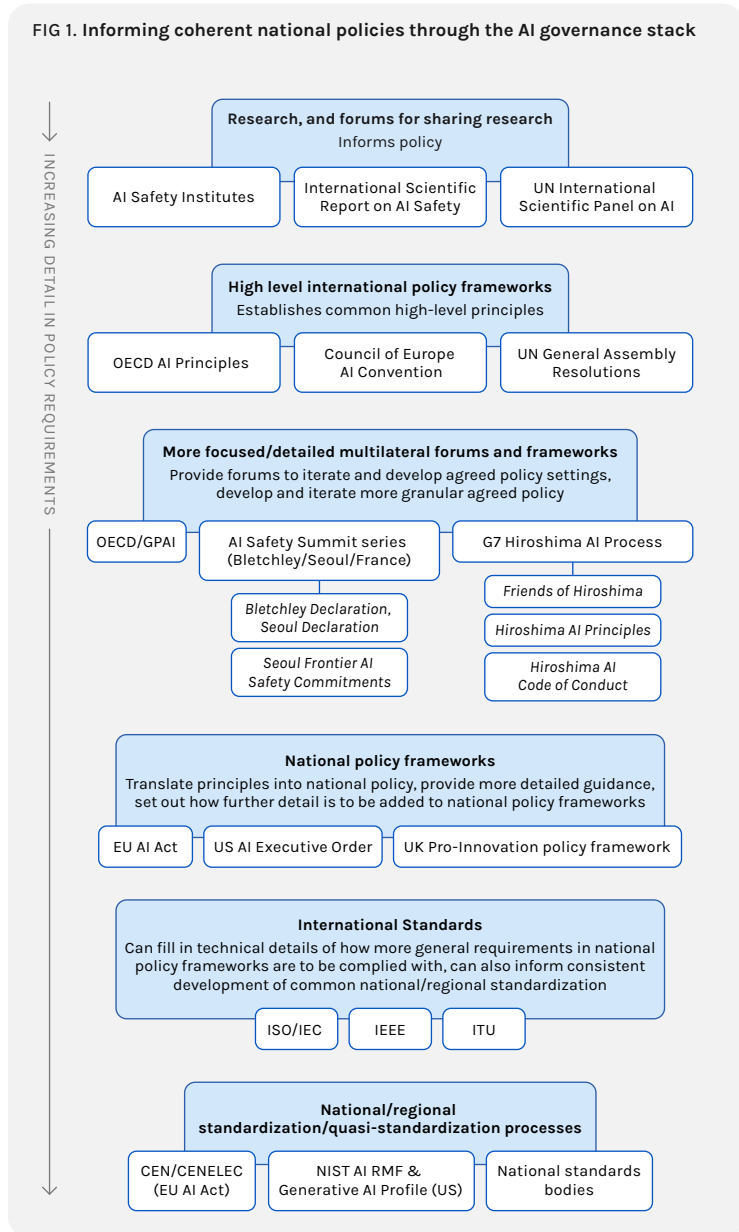 FIG 1. Informing coherent national policies through the AI governance stack
INCREASING DETAIL IN POLICY REQUIREMENTS
Research, and forums for sharing research
Informs policy
AI Safety Institutes
International Scientific
Report on AI Safety
UN International
Scientific Panel on AI
High level international policy frameworks
Establishes common high-level principles
OECD AI Principles
Council of Europe
AI Convention
UN General Assembly
Resolutions
More focused/detailed multilateral forums and frameworks
Provide forums to iterate and develop agreed policy settings,
develop and iterate more granular agreed policy
OECD/GPAI
AI Safety Summit series
(Bletchley/Seoul/France)
Bletchley Declaration,
Seoul Declaration
Seoul Frontier AI
Safety Commitments
G7 Hiroshima AI Process
Friends of Hiroshima
Hiroshima AI Principles
Hiroshima AI
Code of Conduct
National policy frameworks
Translate principles into national policy, provide more detailed guidance,
set out how further detail is to be added to national policy frameworks
EU AI Act
US AI Executive Order
UK Pro-Innovation policy framework
International Standards
Can fill in technical details of how more general requirements in national
policy frameworks are to be complied with, can also inform consistent
development of common national/regional standardization
ISO/IEC
IEEE
ITU
National/regional
standardization/quasi-standardization processes
CEN/CENELEC
(EU AI Act)
NIST AI RMF &
Generative AI Profile (US)
National standards
bodies